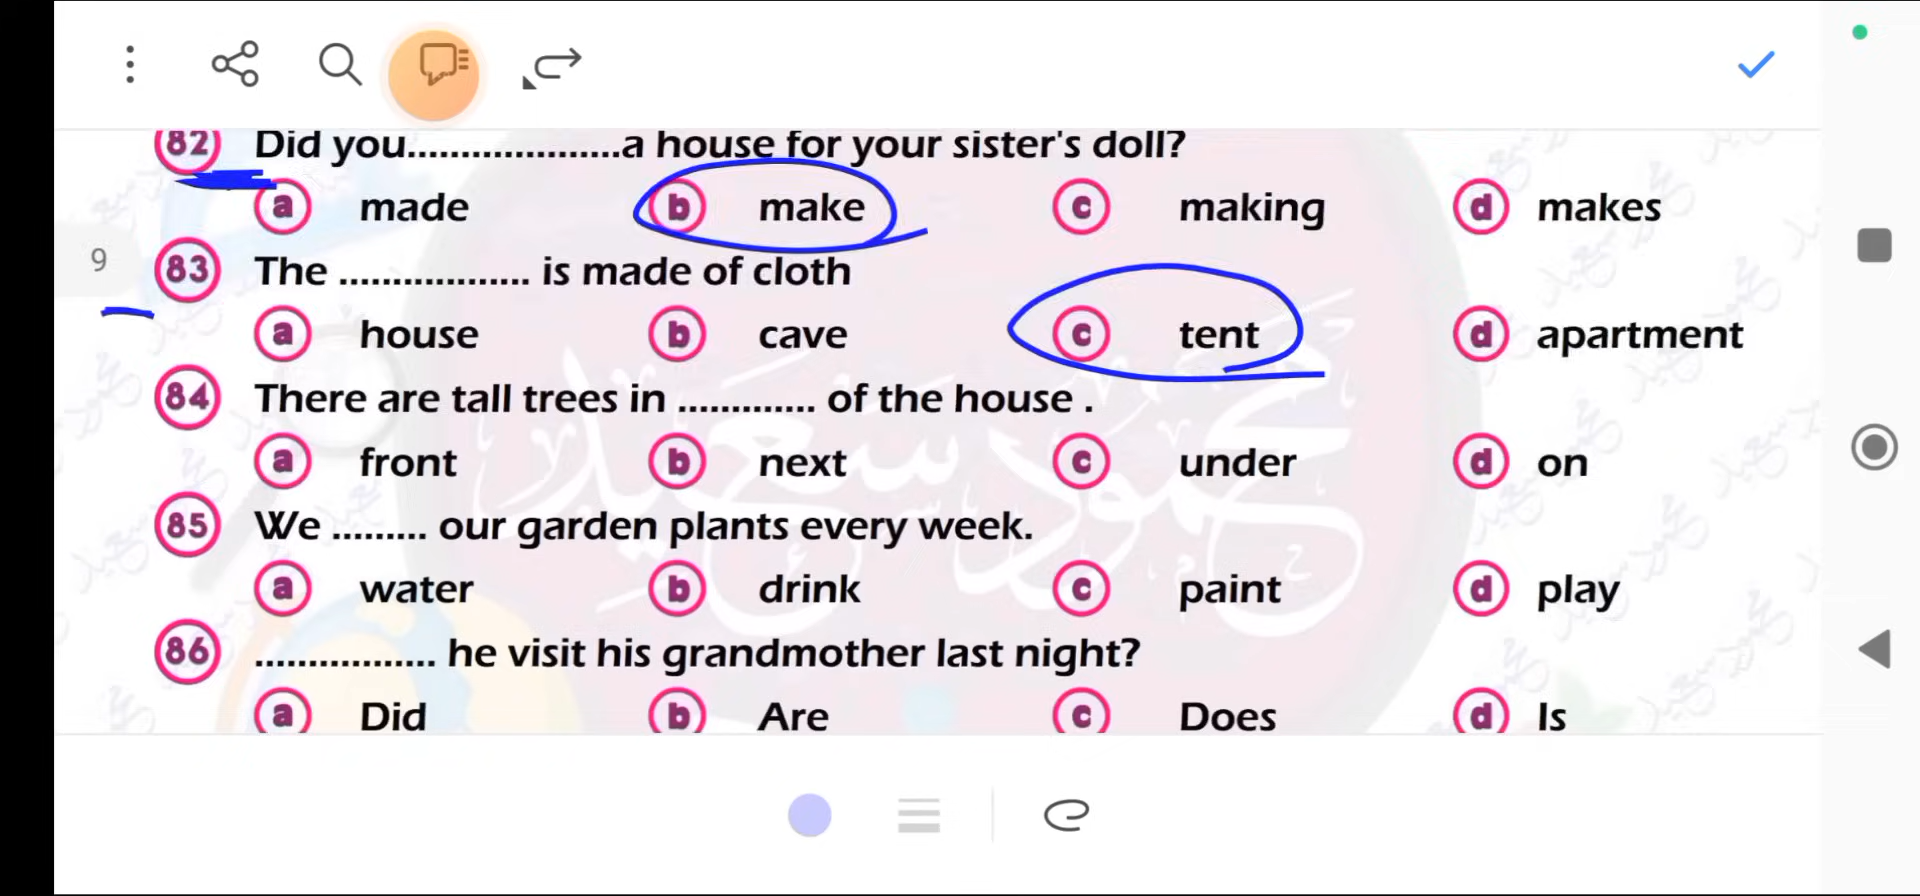 82 Did you....................a house for your sister's doll?
a made b make c making d makes
9
83 The .................. is made of cloth
a house b cave c tent d apartment
84 There are tall trees in ............. of the house .
a front b next c under d on
85 We ......... our garden plants every week.
a water b drink c paint d play
86 ................. he visit his grandmother last night?
a Did b Are c Does d Is